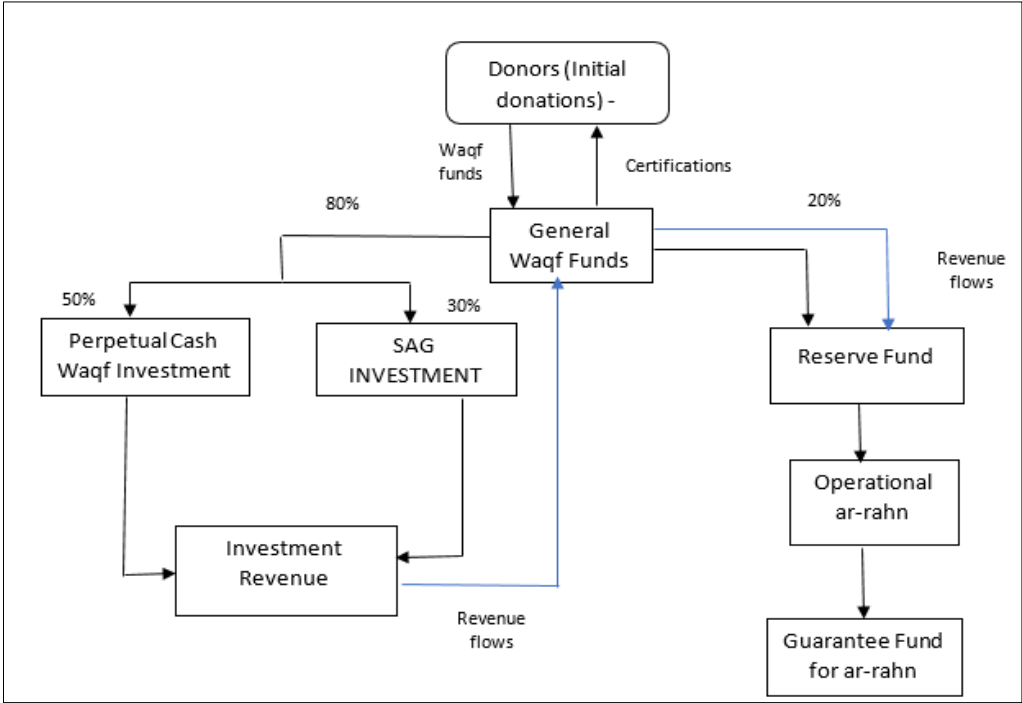 Donors (Initial
donations) -
Waqf
funds
Certifications
80%
20%
General
Waqf Funds
Revenue
flows
50%
30%
Perpetual Cash
Waqf Investment
SAG
INVESTMENT
Reserve Fund
Operational
ar-rahn
Investment
Revenue
Revenue
flows
Guarantee Fund
for ar-rahn